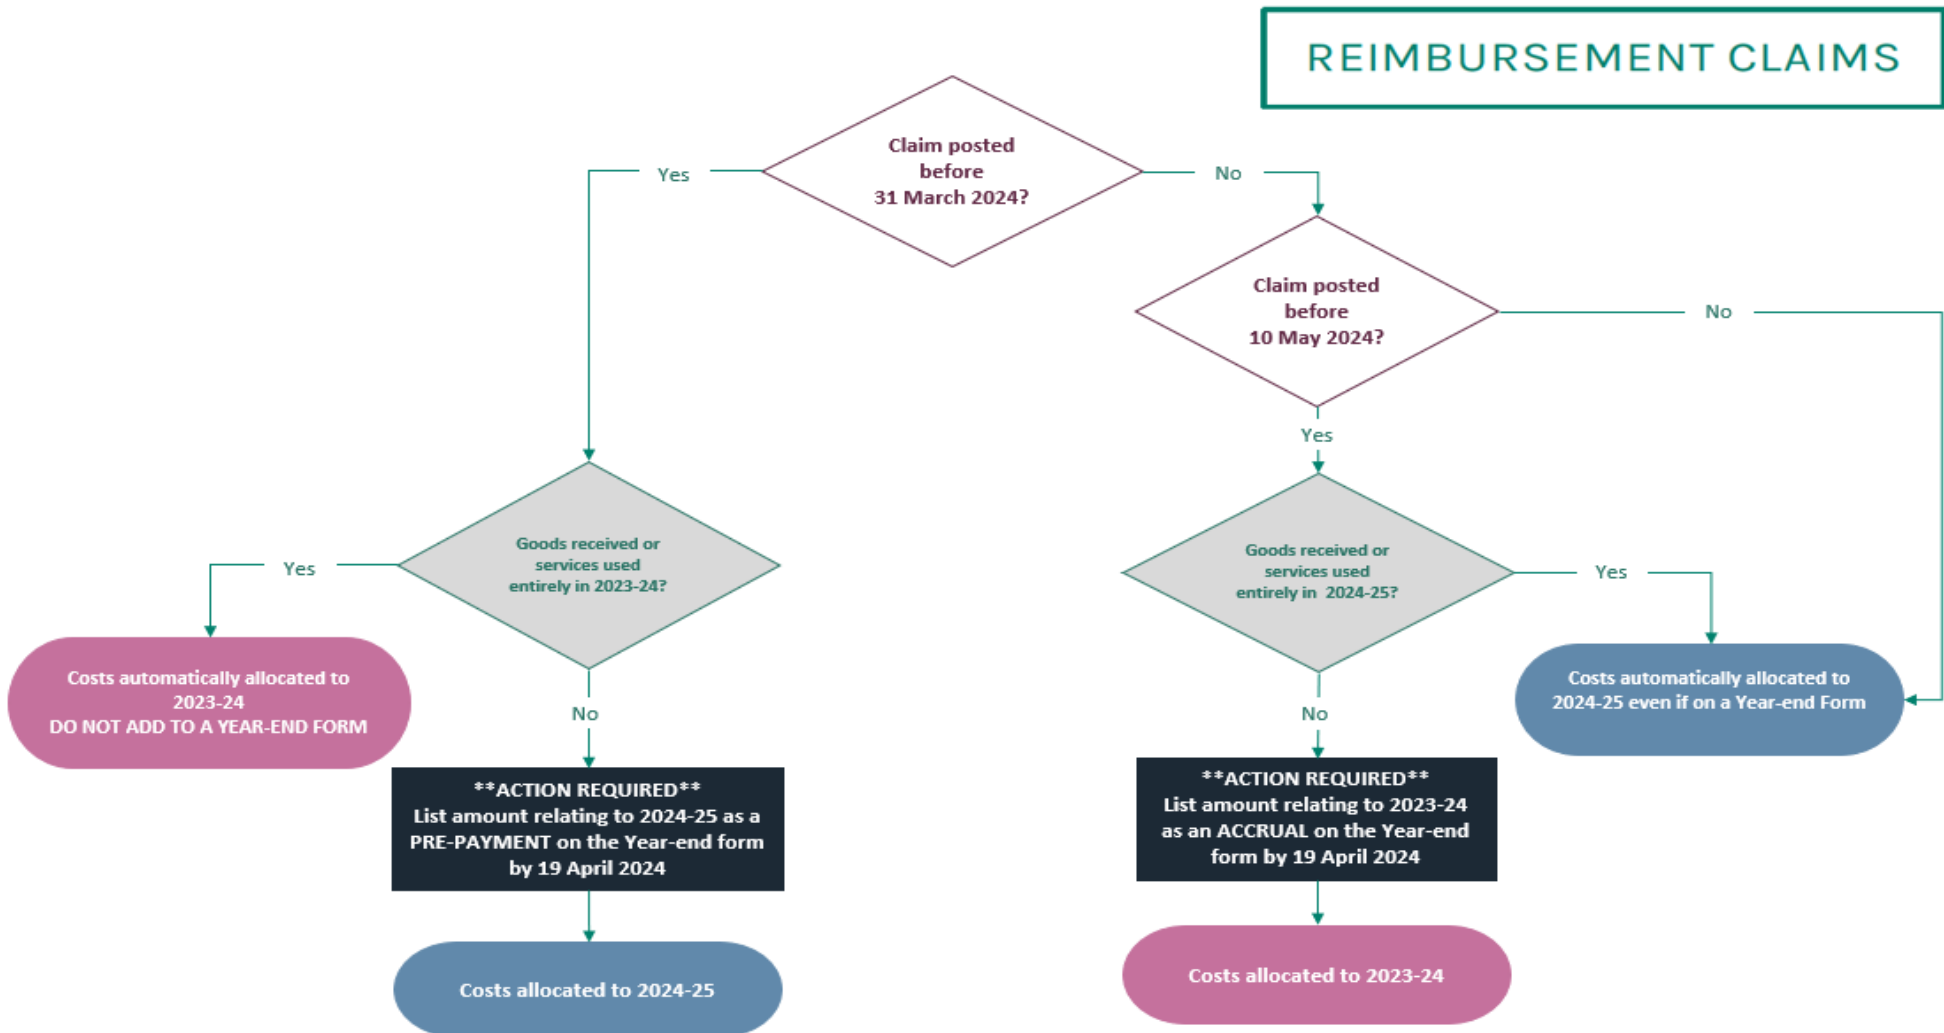 REIMBURSEMENT CLAIMS
Claim posted
before
31 March 2024?
Yes
No
Claim posted
before
10 May 2024?
No
Yes
Goods received or
services used
entirely in 2023-24?
Yes
No
Goods received or
services used
entirely in 2024-25?
Yes
No
Costs automatically allocated to
2023-24
DO NOT ADD TO A YEAR-END FORM
Costs automatically allocated to
2024-25 even if on a Year-end Form
**ACTION REQUIRED**
List amount relating to 2024-25 as a
PRE-PAYMENT on the Year-end form
by 19 April 2024
**ACTION REQUIRED**
List amount relating to 2023-24
as an ACCRUAL on the Year-end
form by 19 April 2024
Costs allocated to 2024-25
Costs allocated to 2023-24